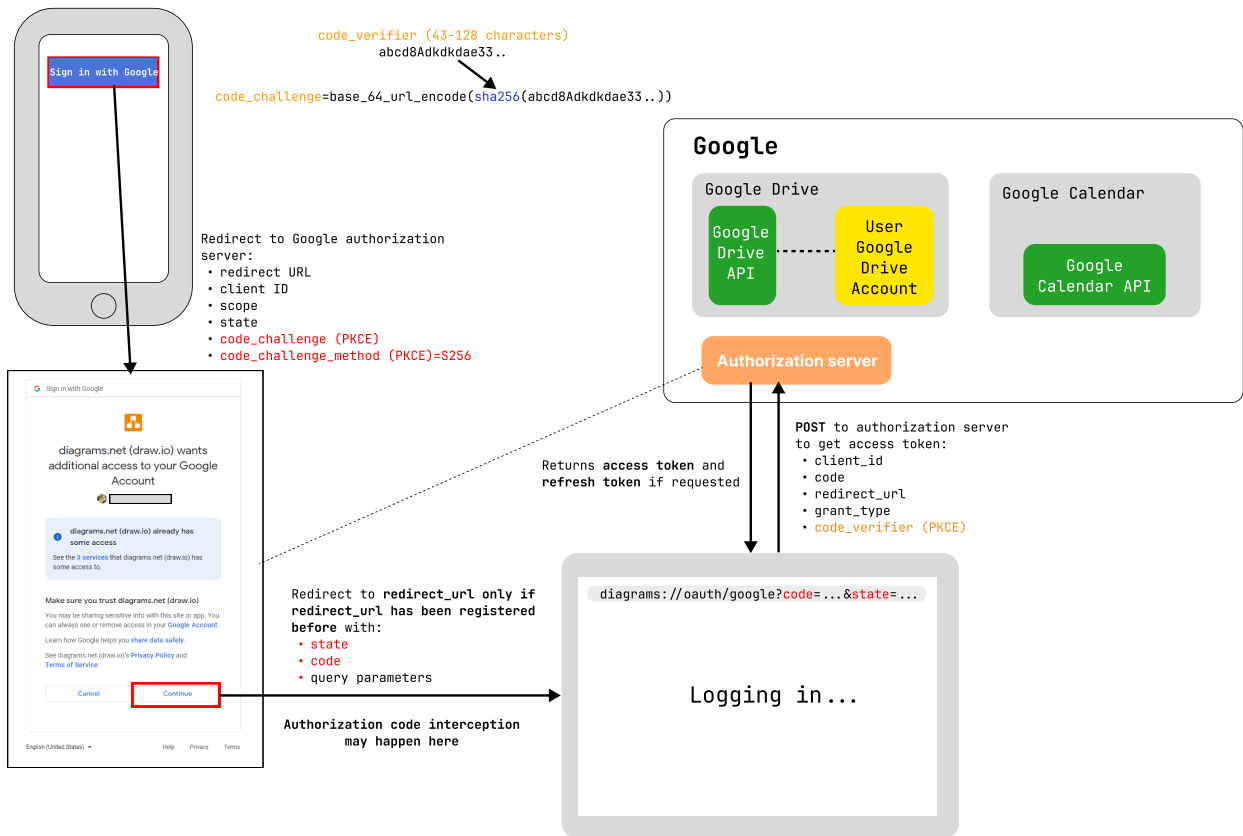 Sign in with Google
code_verifier (43-128 characters)
abcd8Adkdkdae33..
code_challenge=base_64_url_encode(sha256(abcd8Adkdkdae33..))
Redirect to Google authorization
server:
• redirect URL
• client ID
• scope
• state
• code_challenge (PKCE)
• code_challenge_method (PKCE)=S256
Google
Google Drive
Google
Drive
API
User
Google
Drive
Account
Google Calendar
Google
Calendar API
Authorization server
POST to authorization server
to get access token:
• client_id
• code
• redirect_url
• grant_type
• code_verifier (PKCE)
Returns access token and
refresh token if requested
Sign in with Google
diagrams.net (draw.io) wants
additional access to your Google
Account
diagrams.net (draw.io) already has
some access
See the 3 services that diagrams.net (draw.io) has
some access to.
Make sure you trust diagrams.net (draw.io)
You may be sharing sensitive info with this site or app. You
can always see or remove access in your Google Account.
Learn how Google helps you share data safely.
See diagrams.net (draw.io)'s Privacy Policy and
Terms of Service.
Cancel
Continue
English (United States)
Help
Privacy
Terms
Redirect to redirect_url only if
redirect_url has been registered
before with:
• state
• code
• query parameters
Authorization code interception
may happen here
diagrams://oauth/google?code=...&state=...
Logging in...